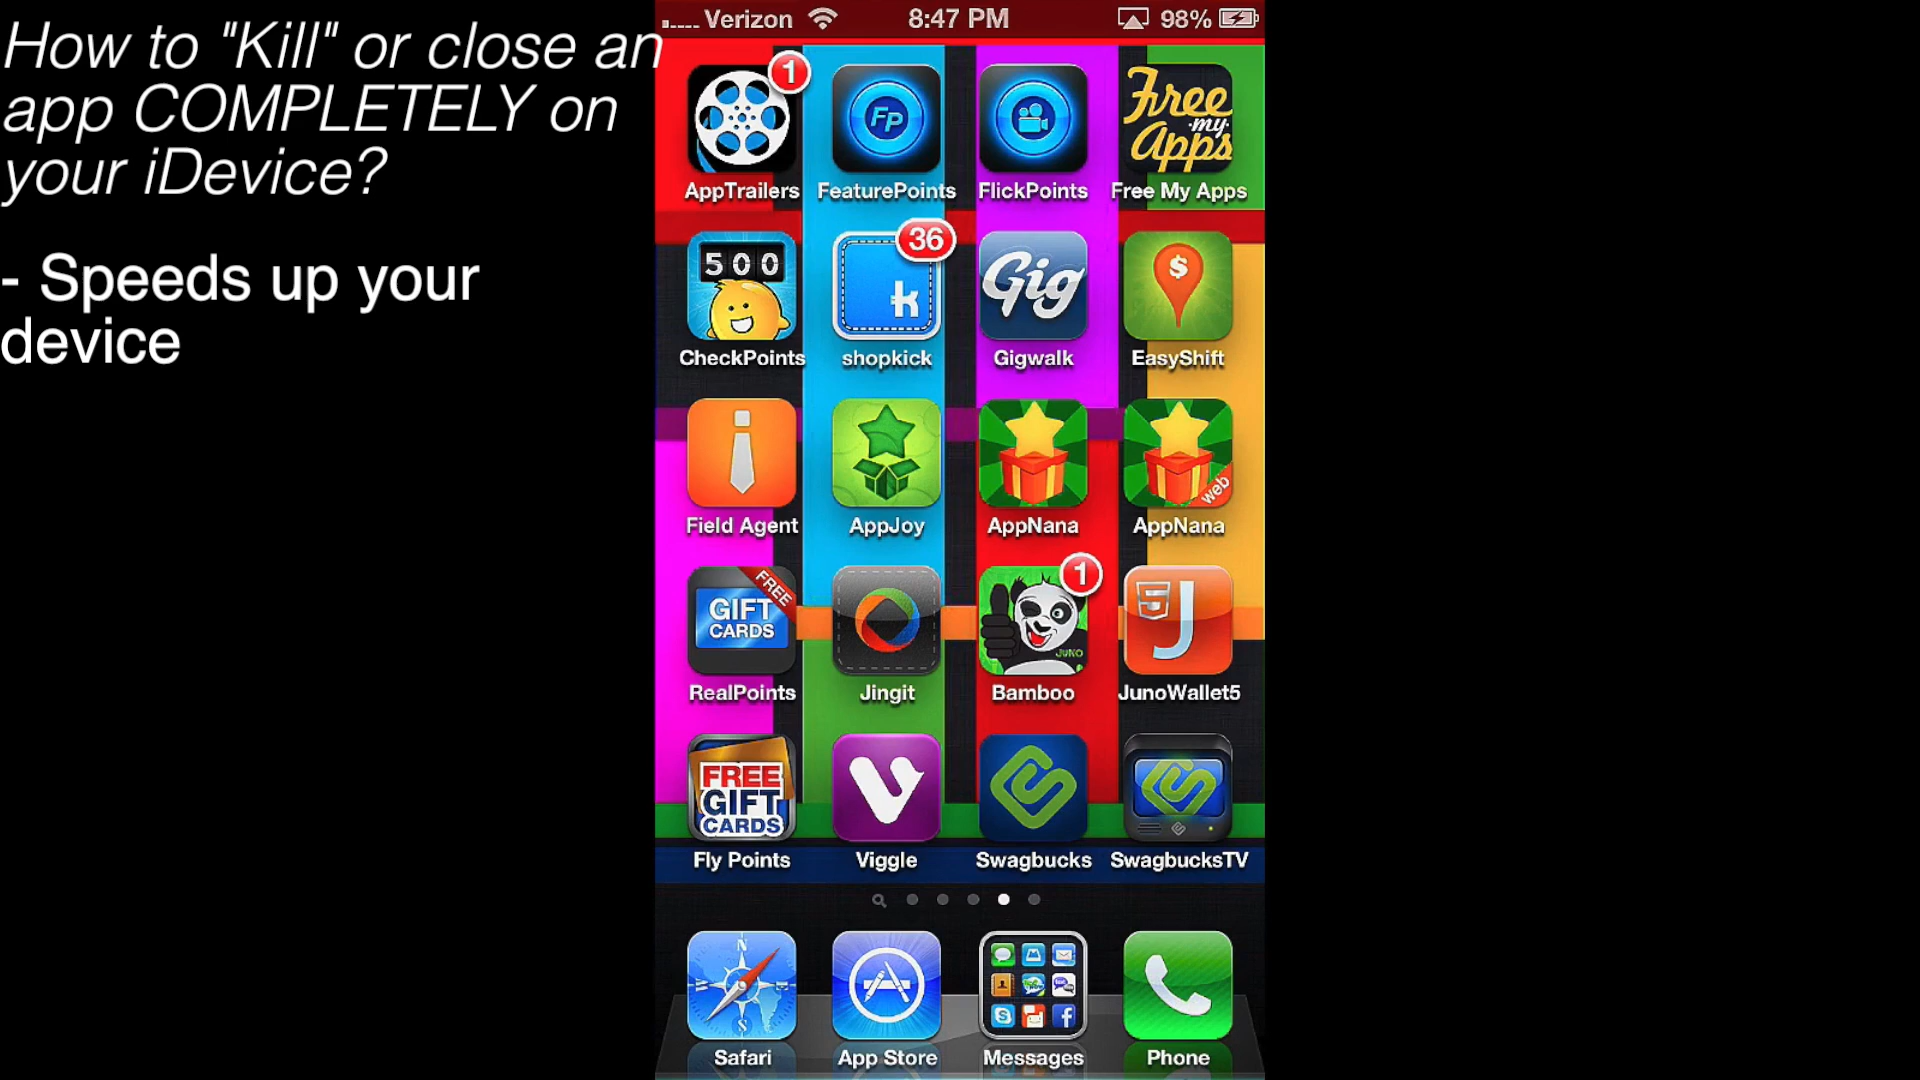 How to "Kill" or close an
app COMPLETELY on
your iDevice?
- Speeds up your
device
Verizon 8:47 PM 98%
1
FP
Free my Apps
AppTrailers FeaturePoints FlickPoints Free My Apps
500 36 k Gig $
CheckPoints shopkick Gigwalk EasyShift
web
Field Agent AppJoy AppNana AppNana
FREE GIFT CARDS 1 JUNO 5 J
RealPoints Jingit Bamboo JunoWallet5
FREE GIFT CARDS V
Fly Points Viggle Swagbucks SwagbucksTV
N W E S
Safari App Store Messages Phone